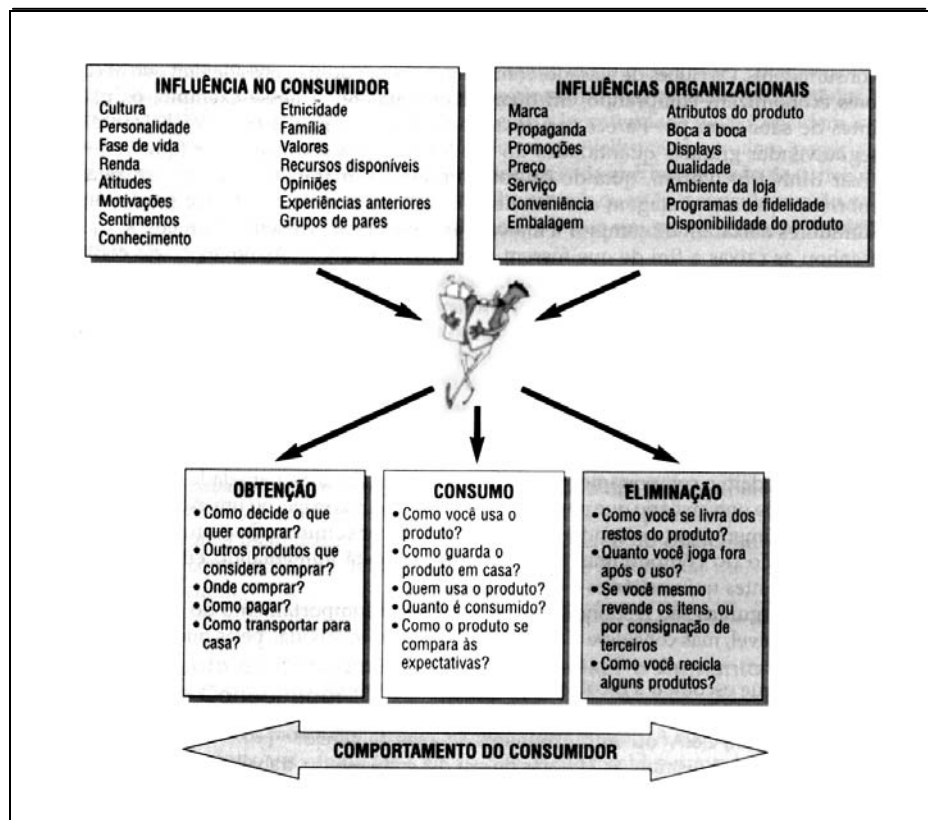 INFLUÊNCIA NO CONSUMIDOR
Cultura
Personalidade
Fase de vida
Renda
Atitudes
Motivações
Sentimentos
Conhecimento
Etnicidade
Família
Valores
Recursos disponíveis
Opiniões
Experiências anteriores
Grupos de pares
INFLUÊNCIAS ORGANIZACIONAIS
Marca
Propaganda
Promoções
Preço
Serviço
Conveniência
Embalagem
Atributos do produto
Boca a boca
Displays
Qualidade
Ambiente da loja
Programas de fidelidade
Disponibilidade do produto
OBTENÇÃO
• Como decide o que
quer comprar?
• Outros produtos que
considera comprar?
• Onde comprar?
• Como pagar?
• Como transportar para
casa?
CONSUMO
• Como você usa o
produto?
• Como guarda o
produto em casa?
• Quem usa o produto?
• Quanto é consumido?
• Como o produto se
compara às
expectativas?
ELIMINAÇÃO
• Como você se livra dos
restos do produto?
• Quanto você joga fora
após o uso?
• Se você mesmo
revende os itens, ou
por consignação de
terceiros
• Como você recicla
alguns produtos?
COMPORTAMENTO DO CONSUMIDOR